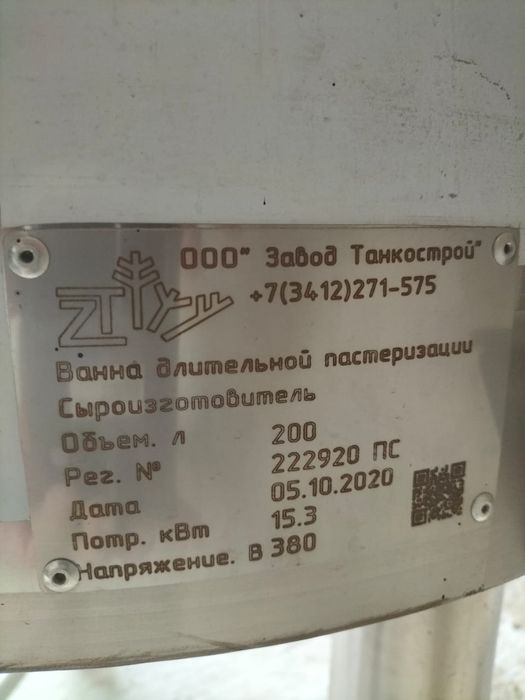 ООО" Завод Танкострой"
+7(3412)271-575
ZT
Ванна длительной пастеризации
Сыроизготовитель
Объем. л 200
Рег. № 222920 ПС
Дата 05.10.2020
Потр. кВт 15.3
Напряжение. В 380